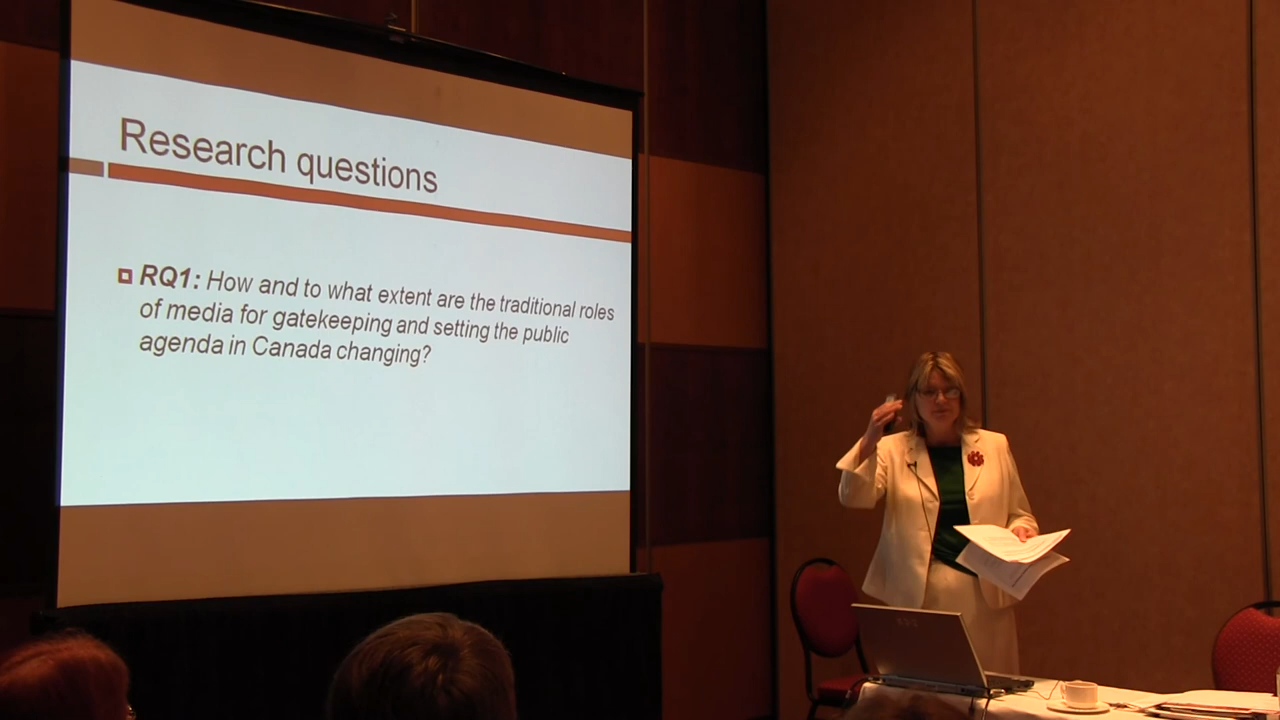 Research questions
RQ1: How and to what extent are the traditional roles
of media for gatekeeping and setting the public
agenda in Canada changing?